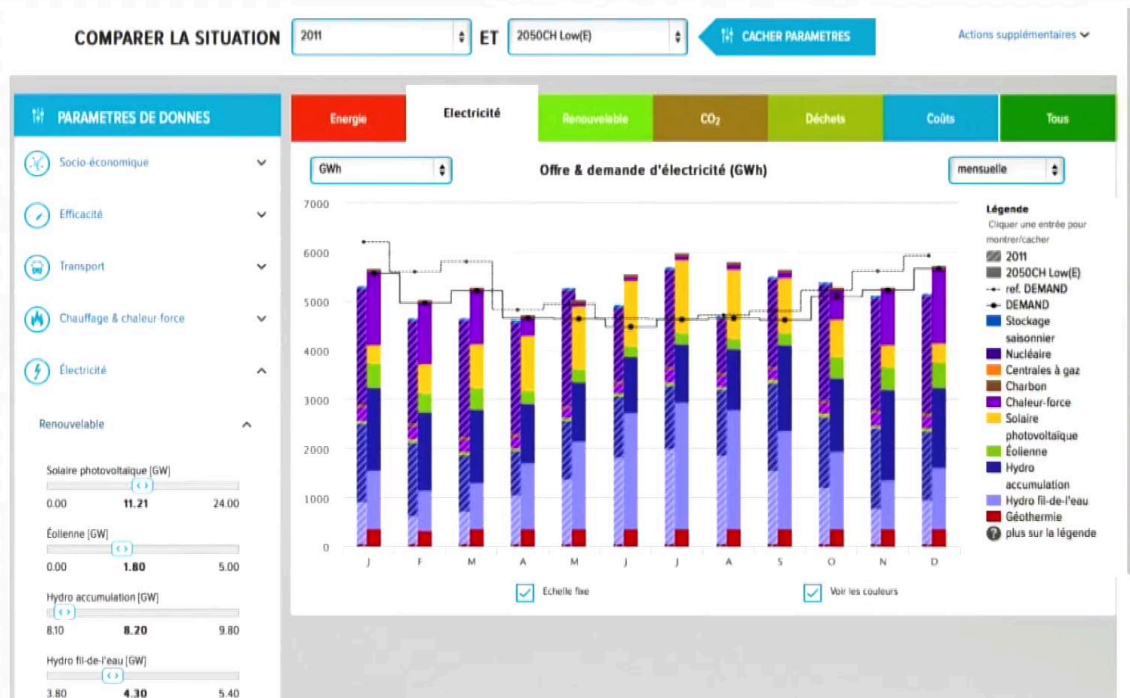 COMPARER LA SITUATION 2011 ET 2050CH Low(E) CACHER PARAMETRES Actions supplémentaires
PARAMETRES DE DONNES
Socio-économique
Efficacité
Transport
Chauffage & chaleur-force
Électricité
Renouvelable
Solaire photovoltaïque [GW]
0.00 11.21 24.00
Éolienne [GW]
0.00 1.80 5.00
Hydro accumulation [GW]
8.10 8.20 9.80
Hydro fil-de-l'eau [GW]
3.80 4.30 5.40
Energie Electricité Renouvelable CO2 Déchets Coûts Tous
GWh Offre & demande d'électricité (GWh) mensuelle
7000
6000
5000
4000
3000
2000
1000
0
J F M A M J J A S O N D
Echelle fixe Voir les couleurs
Légende
Cliquer une entrée pour
montrer/cacher
2011
2050CH Low(E)
ref. DEMAND
DEMAND
Stockage
saisonnier
Nucléaire
Centrales à gaz
Charbon
Chaleur-force
Solaire
photovoltaïque
Éolienne
Hydro
accumulation
Hydro fil-de-l'eau
Géothermie
? plus sur la légende